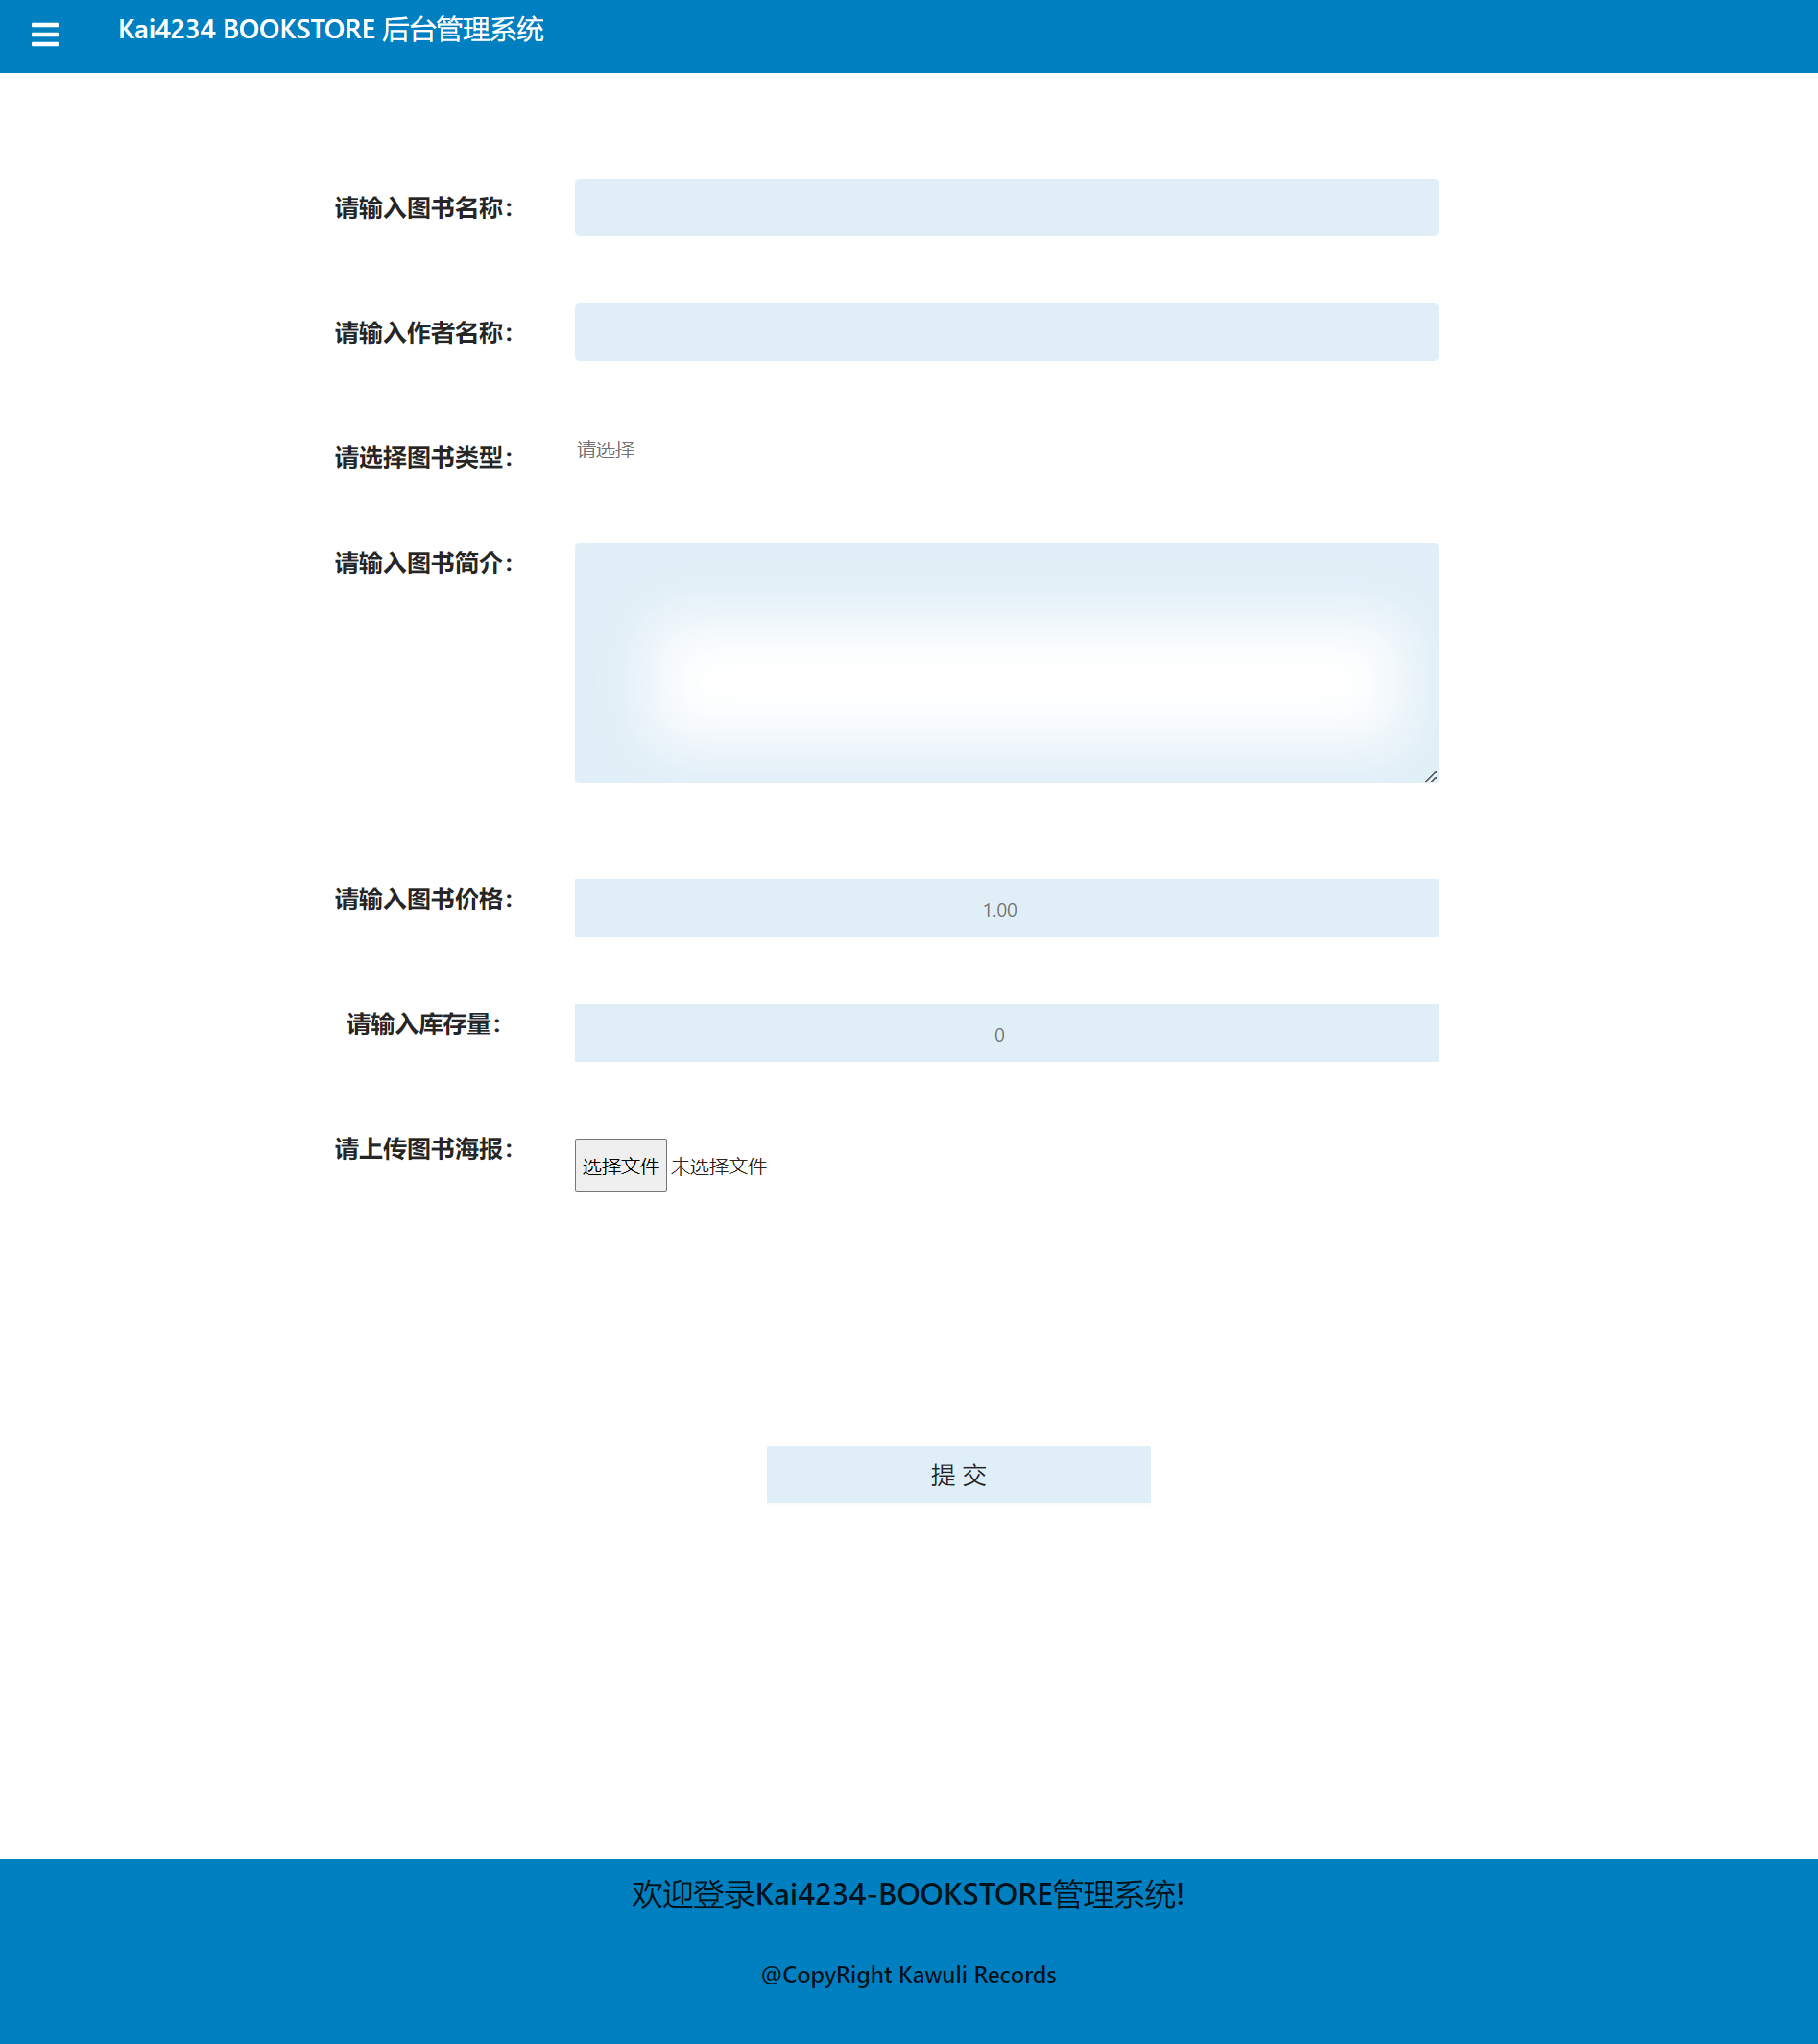 Kai4234 BOOKSTORE 后台管理系统
请输入图书名称：
请输入作者名称：
请选择图书类型： 请选择
请输入图书简介：
请输入图书价格： 1.00
请输入库存量： 0
请上传图书海报： 选择文件 未选择文件
提 交
欢迎登录Kai4234-BOOKSTORE管理系统!
@CopyRight Kawuli Records